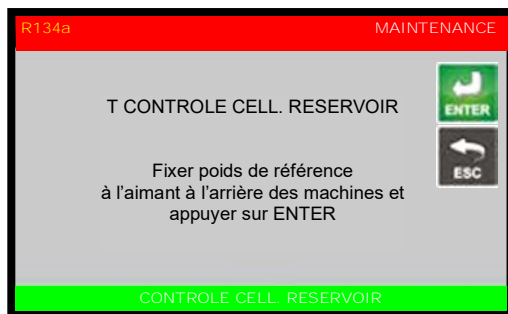 R134a MAINTENANCE
T CONTROLE CELL. RESERVOIR
ENTER
Fixer poids de référence
à l'aimant à l'arrière des machines et
appuyer sur ENTER
ESC
CONTROLE CELL. RESERVOIR